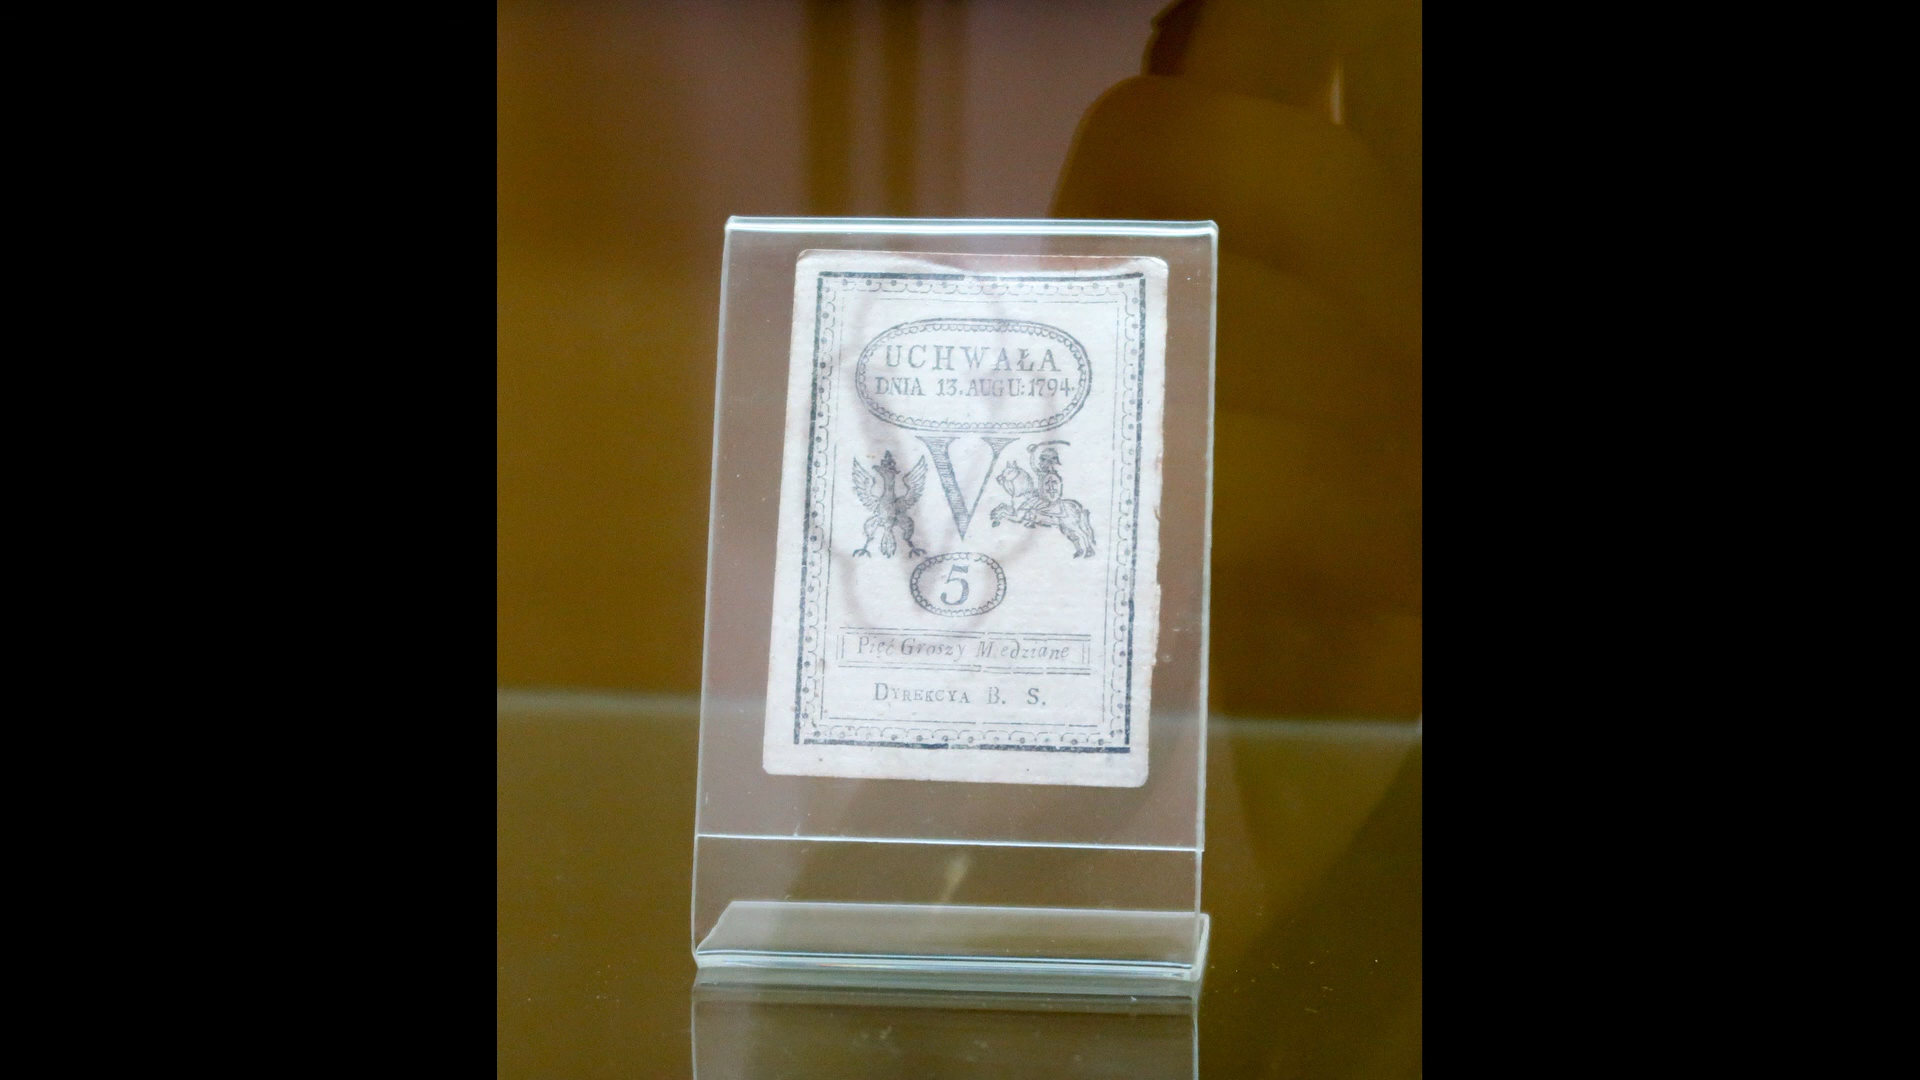 UCHWAŁA
DNIA 13. AUGU: 1794.
V
5
Pięć Groszy Miedziane
DYREKCYA B. S.